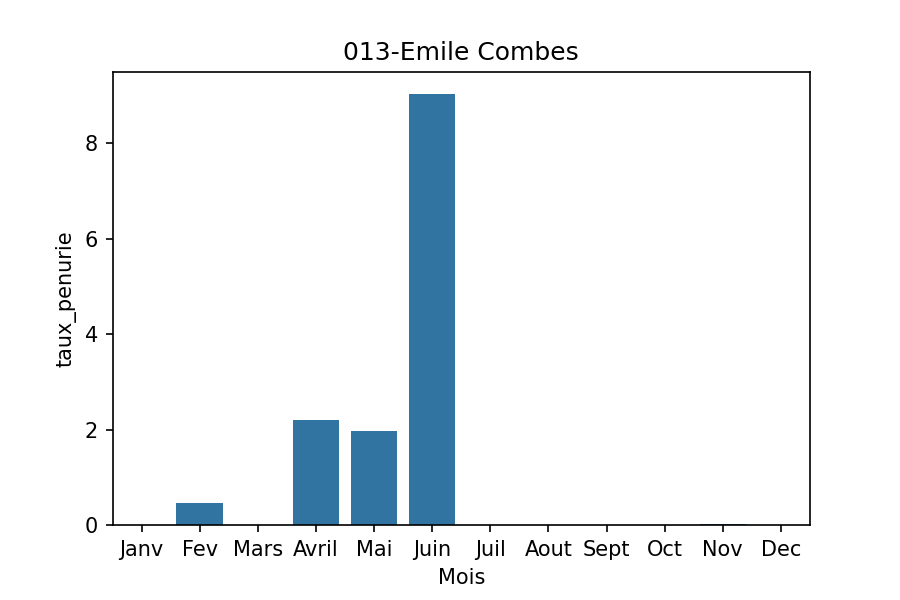 013-Emile Combes
8
6
4
2
0
taux_penurie
Janv Fev Mars Avril Mai Juin Juil Aout Sept Oct Nov Dec
Mois